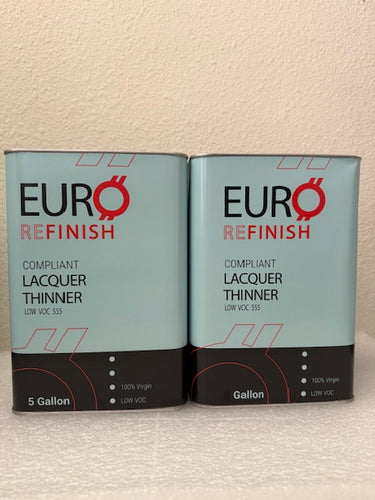 EURO
REFINISH
COMPLIANT
LACQUER
THINNER
LOW VOC 555
100% Virgin
5 Gallon
LOW VOC
EURO
REFINISH
COMPLIANT
LACQUER
THINNER
LOW VOC 555
100% Virgin
Gallon
LOW VOC